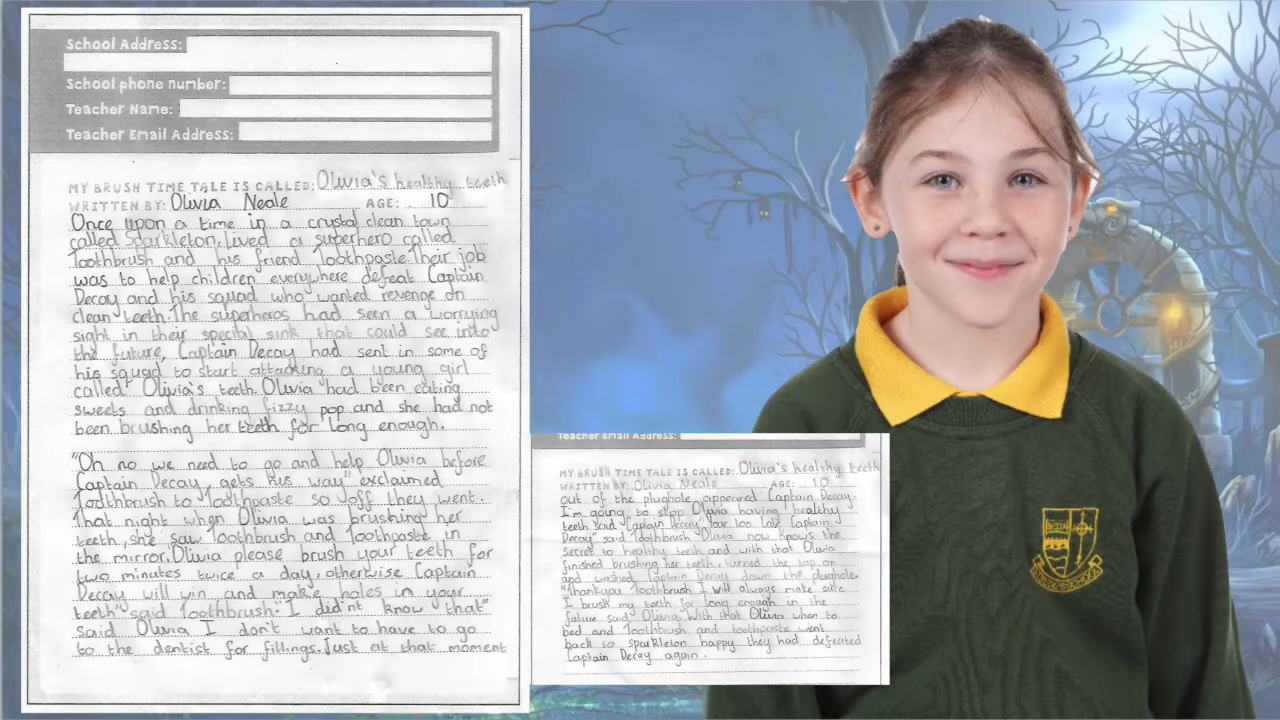 School Address:
School phone number:
Teacher Name:
Teacher Email Address:
MY BRUSH TIME TALE IS CALLED: Olivia's healthy teeth
WRITTEN BY: Olivia Neale AGE: 10
Once upon a time in a crystal clean town
called Sparkleton, Lived a superhero called
Toothbrush and his friend Toothpaste. Their job
was to help children everywhere defeat Captain
Decay and his squad who wanted revenge on
clean teeth. The superheros had seen a worrying
sight in their special sink that could see into
the future, Captain Decay had sent in some of
his squad to start attacking a young girl
called Olivia's teeth. Olivia had been eating
sweets and drinking fizzy pop and she had not
been brushing her teeth for long enough.
"Oh no we need to go and help Olivia before
Captain Decay, gets his way" exclaimed
Toothbrush to Toothpaste so off they went.
That night when Olivia was brushing her
teeth, she saw Toothbrush and Toothpaste in
the mirror. Olivia please brush your teeth for
two minutes twice a day, otherwise Captain
Decay will win and make holes in your
teeth" said Toothbrush. I did'nt know that"
said Olivia I don't want to have to go
to the dentist for fillings. Just at that moment
Teacher Email Address:
MY BRUSH TIME TALE IS CALLED: Olivia's healthy teeth
WRITTEN BY: Olivia Neale AGE: 10
out of the plughole appeared Captain Decay.
I'm going to stop Olivia having healthy
teeth said Captain Decay. "Your too late Captain
Decay" said Toothbrush Olivia now knows the
secret to healthy teeth and with that Olivia
finished brushing her teeth, turned the tap on
and washed Captain Decay down the plughole.
"Thankyou Toothbrush I will always make sure
I brush my teeth for long enough in the
future said Olivia. With that Olivia when to
bed and Toothbrush and toothpaste went
back to Sparkleton happy they had defeated
Captain Decay again.